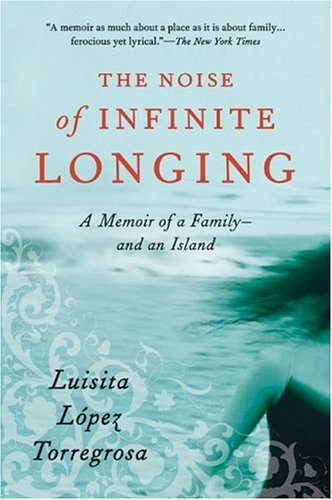 "A memoir as much about a place as it is about family...
ferocious yet lyrical."—The New York Times
THE NOISE
of INFINITE
LONGING
A Memoir of a Family—
and an Island
Luisita
López
Torregrosa